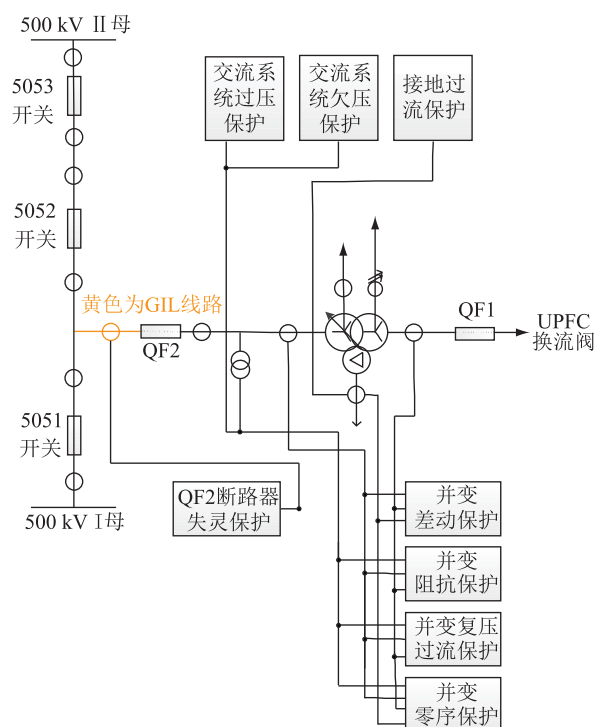 500 kV Ⅱ母
5053
开关
交流系
统过压
保护
交流系
统欠压
保护
接地过
流保护
5052
开关
黄色为GIL线路
QF2
QF1
UPFC
换流阀
5051
开关
QF2断路器
失灵保护
500 kV Ⅰ母
并变
差动保护
并变
阻抗保护
并变复压
过流保护
并变
零序保护